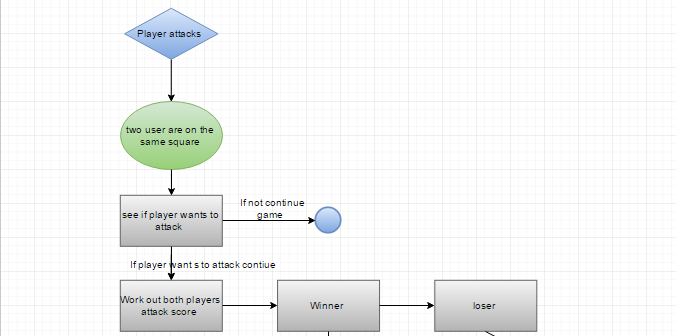 Player attacks
two user are on the
same square
see if player wants to
attack
If not continue
game
If player want s to attack contiue
Work out both players
attack score
Winner
loser